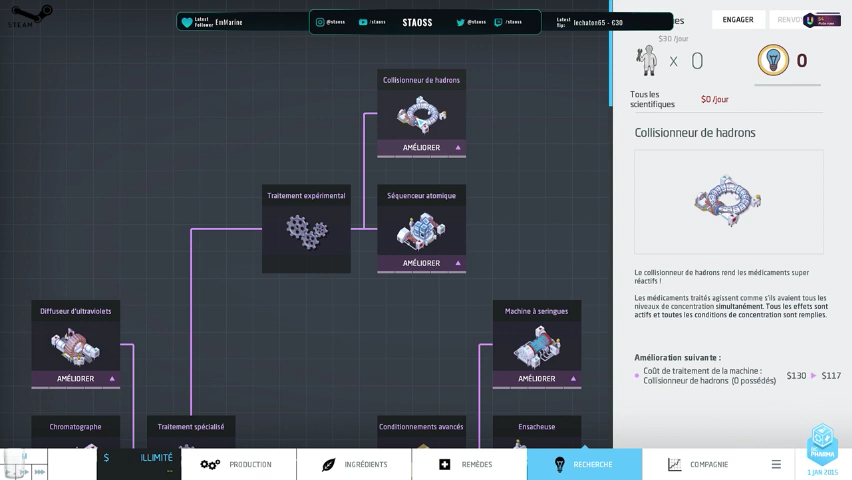 STEAM
Latest Follower
EmMarine
@staoss
/staoss
STAOSS
@staoss
/staoss
Latest
lechaton65 - €30
ues
ENGAGER
RENVO
$30 /jour
x 0
0
Tous les scientifiques
$0 /jour
Collisionneur de hadrons
AMÉLIORER
Traitement expérimental
Séquenceur atomique
AMÉLIORER
Diffuseur d'ultraviolets
AMÉLIORER
Machine à seringues
AMÉLIORER
Chromatographe
Traitement spécialisé
Conditionnements avancés
Ensacheuse
Collisionneur de hadrons
Le collisionneur de hadrons rend les médicaments super
réactifs !
Les médicaments traités agissent comme s'ils avaient tous les
niveaux de concentration simultanément. Tous les effets sont
actifs et toutes les conditions de concentration sont remplies.
Amélioration suivante :
Coût de traitement de la machine :
Collisionneur de hadrons (0 possédés)
$130 ▶ $117
$ ILLIMITÉ
--
PRODUCTION
INGRÉDIENTS
REMÈDES
RECHERCHE
COMPAGNIE
PHARMA
1 JAN 2015